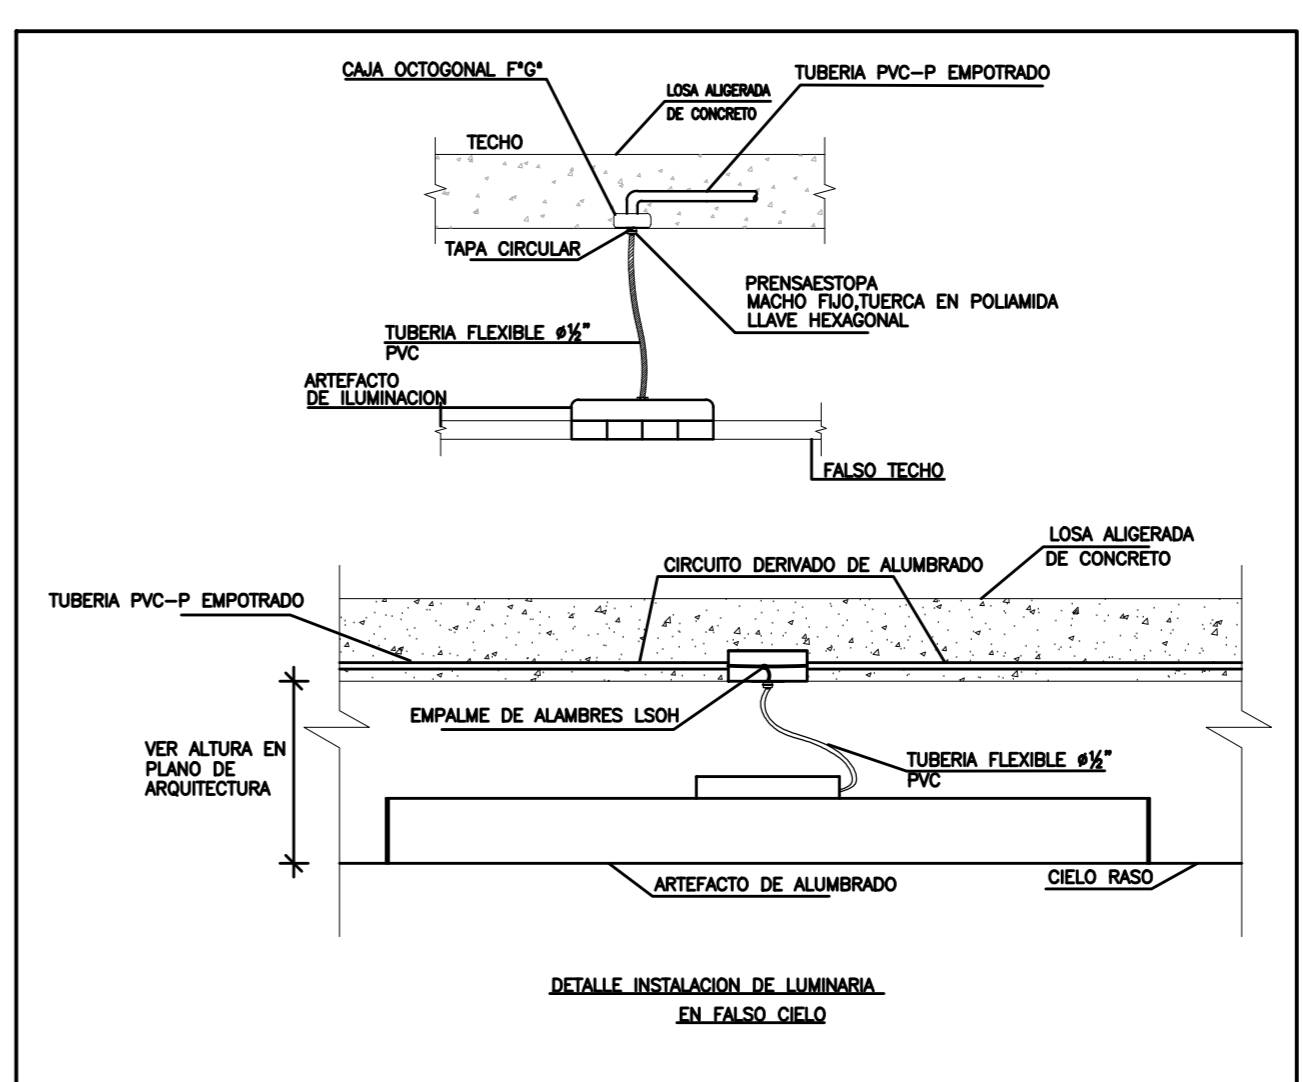 CAJA OCTOGONAL F°G°
TUBERIA PVC-P EMPOTRADO
LOSA ALIGERADA
DE CONCRETO
TECHO
TAPA CIRCULAR
PRENSAESTOPA
MACHO FIJO,TUERCA EN POLIAMIDA
LLAVE HEXAGONAL
TUBERIA FLEXIBLE ø½"
PVC
ARTEFACTO
DE ILUMINACION
FALSO TECHO
LOSA ALIGERADA
DE CONCRETO
CIRCUITO DERIVADO DE ALUMBRADO
TUBERIA PVC-P EMPOTRADO
EMPALME DE ALAMBRES LSOH
VER ALTURA EN
PLANO DE
ARQUITECTURA
TUBERIA FLEXIBLE ø½"
PVC
ARTEFACTO DE ALUMBRADO
CIELO RASO
DETALLE INSTALACION DE LUMINARIA
EN FALSO CIELO